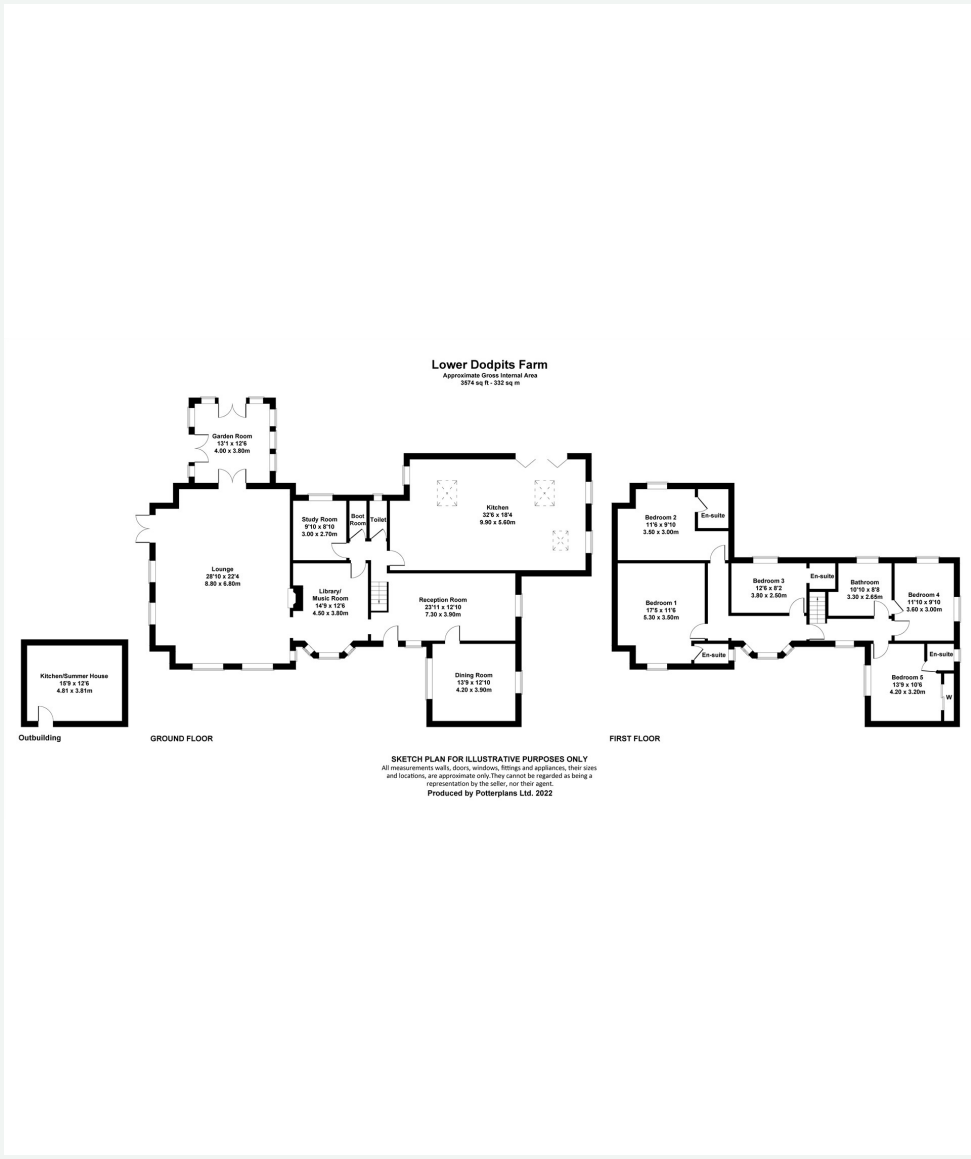 Lower Dodpits Farm
Approximate Gross Internal Area
3574 sq ft - 332 sq m
Garden Room
13'1 x 12'6
4.00 x 3.80m
Kitchen
32'6 x 18'4
9.90 x 5.60m
Study Room
9'10 x 8'10
3.00 x 2.70m
Boot
Room
Toilet
Lounge
28'10 x 22'4
8.80 x 6.80m
Library/
Music Room
14'9 x 12'6
4.50 x 3.80m
Reception Room
23'11 x 12'10
7.30 x 3.90m
Dining Room
13'9 x 12'10
4.20 x 3.90m
Kitchen/Summer House
15'9 x 12'6
4.81 x 3.81m
Outbuilding
GROUND FLOOR
Bedroom 2
11'6 x 9'10
3.50 x 3.00m
En-suite
Bedroom 1
17'5 x 11'6
5.30 x 3.50m
En-suite
Bedroom 3
12'6 x 8'2
3.80 x 2.50m
En-suite
Bathroom
10'10 x 8'8
3.30 x 2.65m
Bedroom 4
11'10 x 9'10
3.60 x 3.00m
En-suite
Bedroom 5
13'9 x 10'6
4.20 x 3.20m
W
FIRST FLOOR
SKETCH PLAN FOR ILLUSTRATIVE PURPOSES ONLY
All measurements walls, doors, windows, fittings and appliances, their sizes
and locations, are approximate only.They cannot be regarded as being a
representation by the seller, nor their agent.
Produced by Potterplans Ltd. 2022